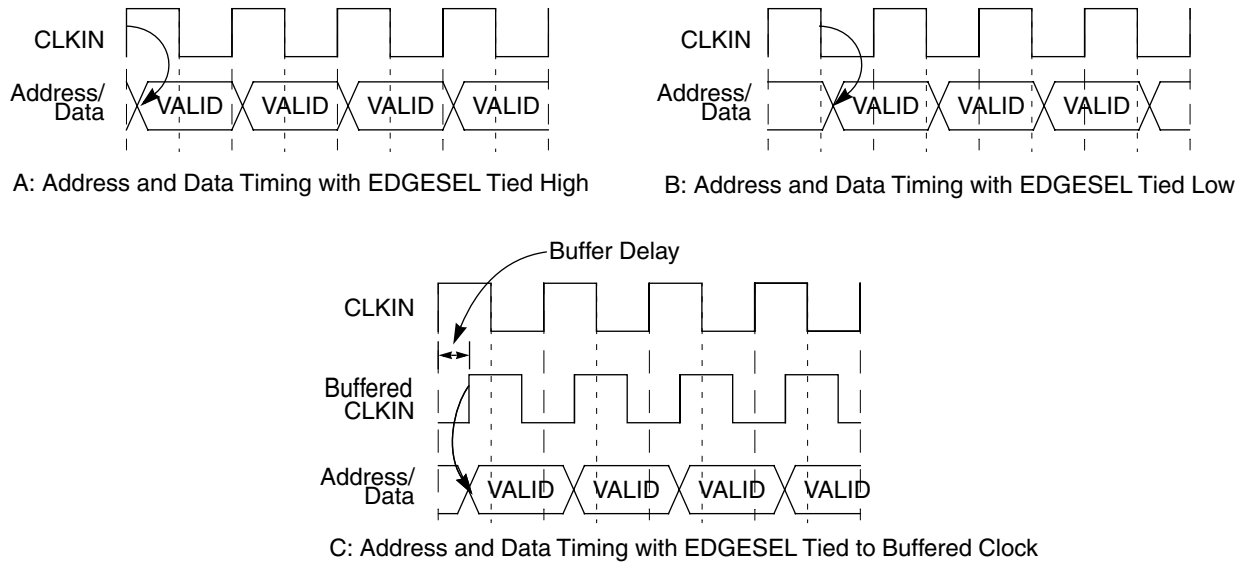 CLKIN
Address/
Data
VALID VALID VALID VALID
A: Address and Data Timing with EDGESEL Tied High
CLKIN
Address/
Data
VALID VALID VALID
B: Address and Data Timing with EDGESEL Tied Low
Buffer Delay
CLKIN
Buffered
CLKIN
Address/
Data
VALID VALID VALID VALID
C: Address and Data Timing with EDGESEL Tied to Buffered Clock